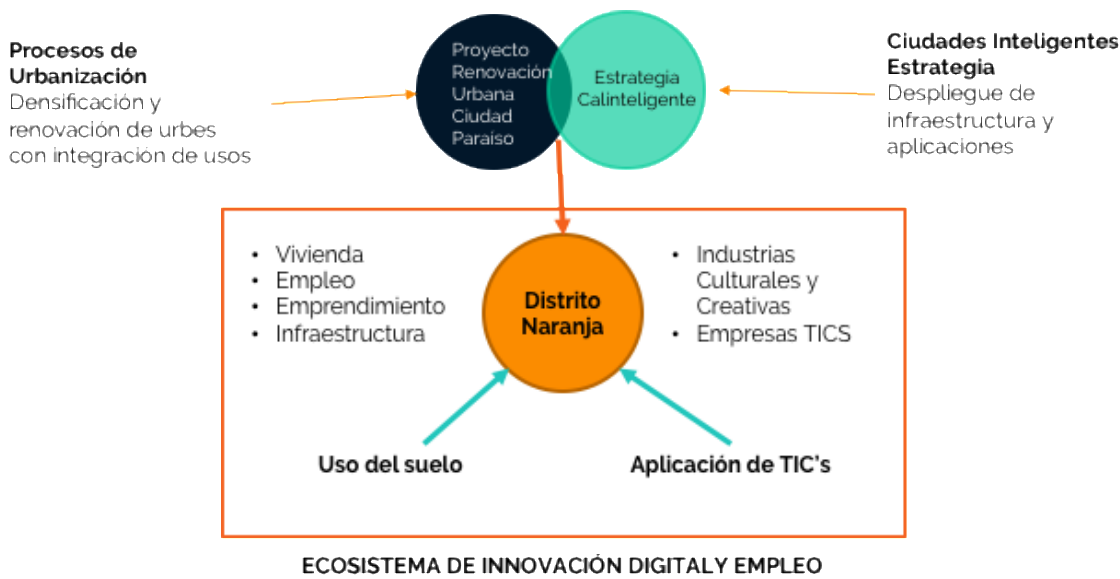 Procesos de
Urbanización
Densificación y
renovación de urbes
con integración de usos
Proyecto
Renovación
Urbana
Ciudad
Paraíso
Estrategia
Calinteligente
Ciudades Inteligentes
Estrategia
Despliegue de
infraestructura y
aplicaciones
• Vivienda
• Empleo
• Emprendimiento
• Infraestructura
Distrito
Naranja
• Industrias
Culturales y
Creativas
• Empresas TICS
Uso del suelo
Aplicación de TIC's
ECOSISTEMA DE INNOVACIÓN DIGITALY EMPLEO